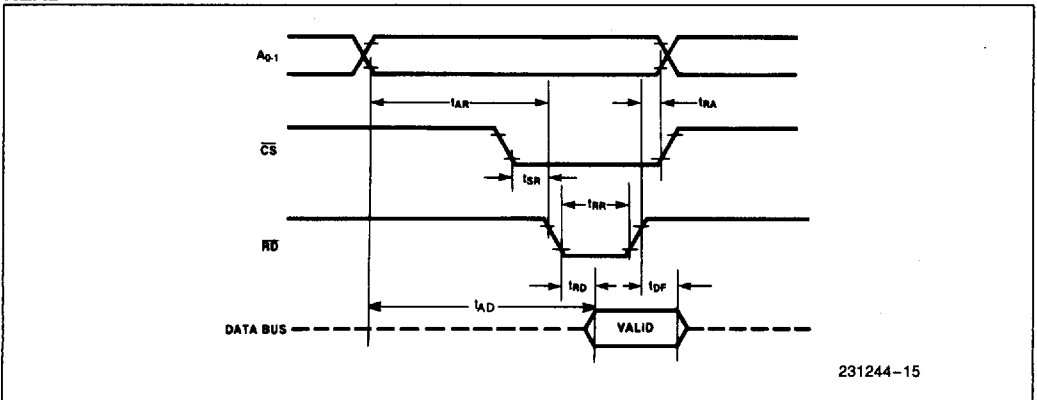 A0-1
tAR
tRA
CS
tSR
tRR
RD
tRD
tDF
tAD
DATA BUS
VALID
231244-15